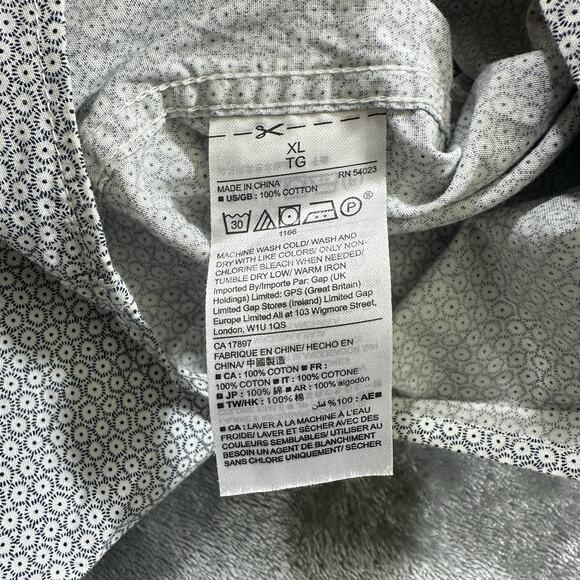 XL
TG
RN 54023
MADE IN CHINA
■ US/GB : 100% COTTON
30
P
1166
MACHINE WASH COLD/ WASH AND
DRY WITH LIKE COLORS/ ONLY NON-
CHLORINE BLEACH WHEN NEEDED/
TUMBLE DRY LOW/ WARM IRON
Imported By/Importe Par: Gap (UK
Holdings) Limited: GPS (Great Britain)
Limited Gap Stores (Ireland) Limited Gap
Europe Limited All at 103 Wigmore Street,
London, W1U 1QS
CA 17897
FABRIQUE EN CHINE/ HECHO EN
CHINA/ 中國製造
■ CA : 100% COTTON ■ FR :
100% COTON ■ IT : 100% COTONE
■ JP : 100% 綿 ■ AR : 100% algodón
■ TW/HK : 100% 棉 قطن %100 : AE ■
■ CA : LAVER À LA MACHINE À L'EAU
FROIDE/ LAVER ET SÉCHER AVEC DES
COULEURS SEMBLABLES/ UTILISER AU
BESOIN UN AGENT DE BLANCHIMENT
SANS CHLORE UNIQUEMENT/ SÉCHER